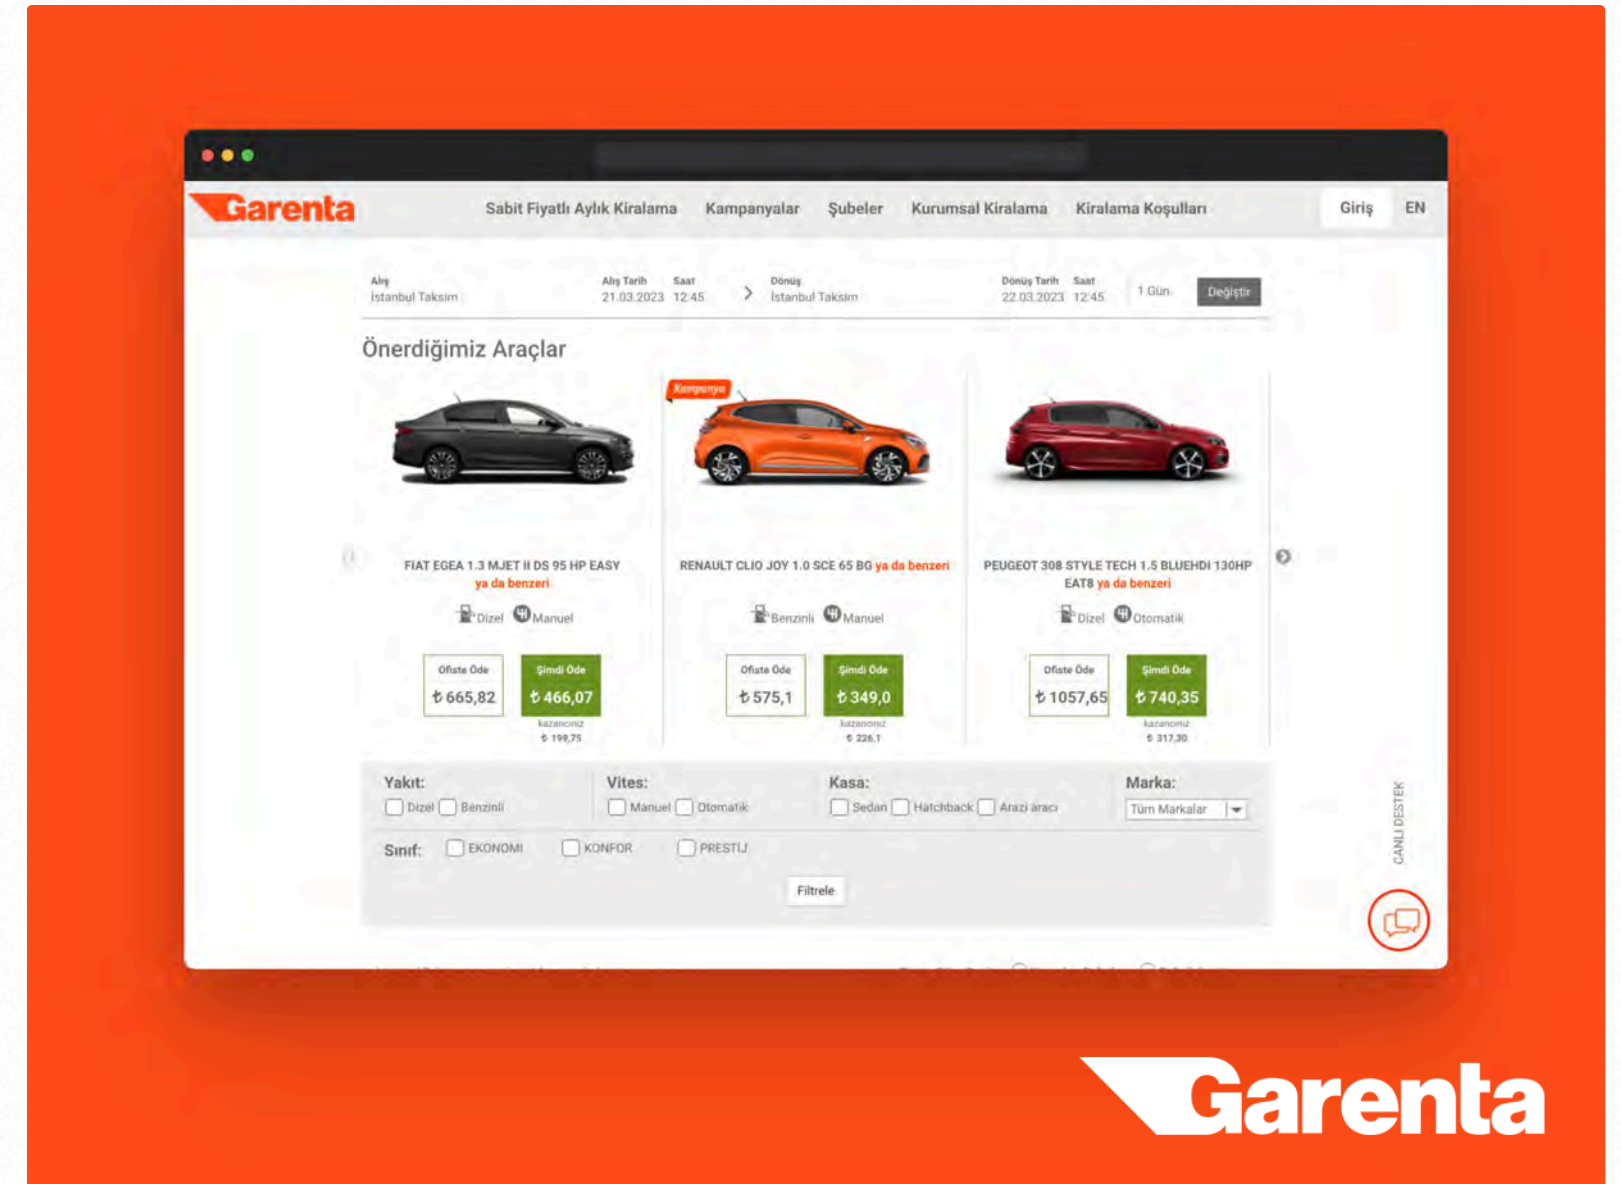 Garenta
Sabit Fiyatlı Aylık Kiralama Kampanyalar Şubeler Kurumsal Kiralama Kiralama Koşulları Giriş EN
Alış Alış Tarih Saat Dönüş Dönüş Tarih Saat
İstanbul Taksim 21.03.2023 12:45 > İstanbul Taksim 22.03.2023 12:45 1 Gün Değiştir
Önerdiğimiz Araçlar
Kampanya
FIAT EGEA 1.3 MJET II DS 95 HP EASY
ya da benzeri
Dizel Manuel
Ofiste Öde Şimdi Öde
₺ 665,82 ₺ 466,07
kazancınız
₺ 199,75
RENAULT CLIO JOY 1.0 SCE 65 BG ya da benzeri
Benzinli Manuel
Ofiste Öde Şimdi Öde
₺ 575,1 ₺ 349,0
kazancınız
₺ 226,1
PEUGEOT 308 STYLE TECH 1.5 BLUEHDI 130HP
EAT8 ya da benzeri
Dizel Otomatik
Ofiste Öde Şimdi Öde
₺ 1057,65 ₺ 740,35
kazancınız
₺ 317,30
Yakıt: Vites: Kasa: Marka:
Dizel Benzinli Manuel Otomatik Sedan Hatchback Arazi aracı Tüm Markalar
Sınıf: EKONOMI KONFOR PRESTİJ
Filtrele
CANLI DESTEK
Garenta